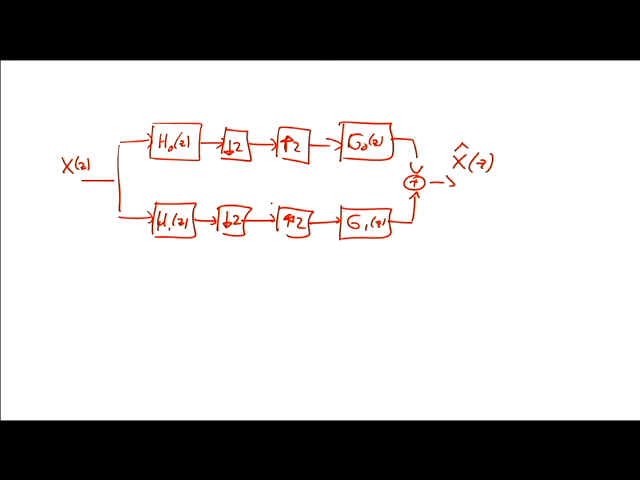 X(z) H₀(z) ↓2 ↑2 G₀(z) + X̂(z)
H₁(z) ↓2 ↑2 G₁(z)